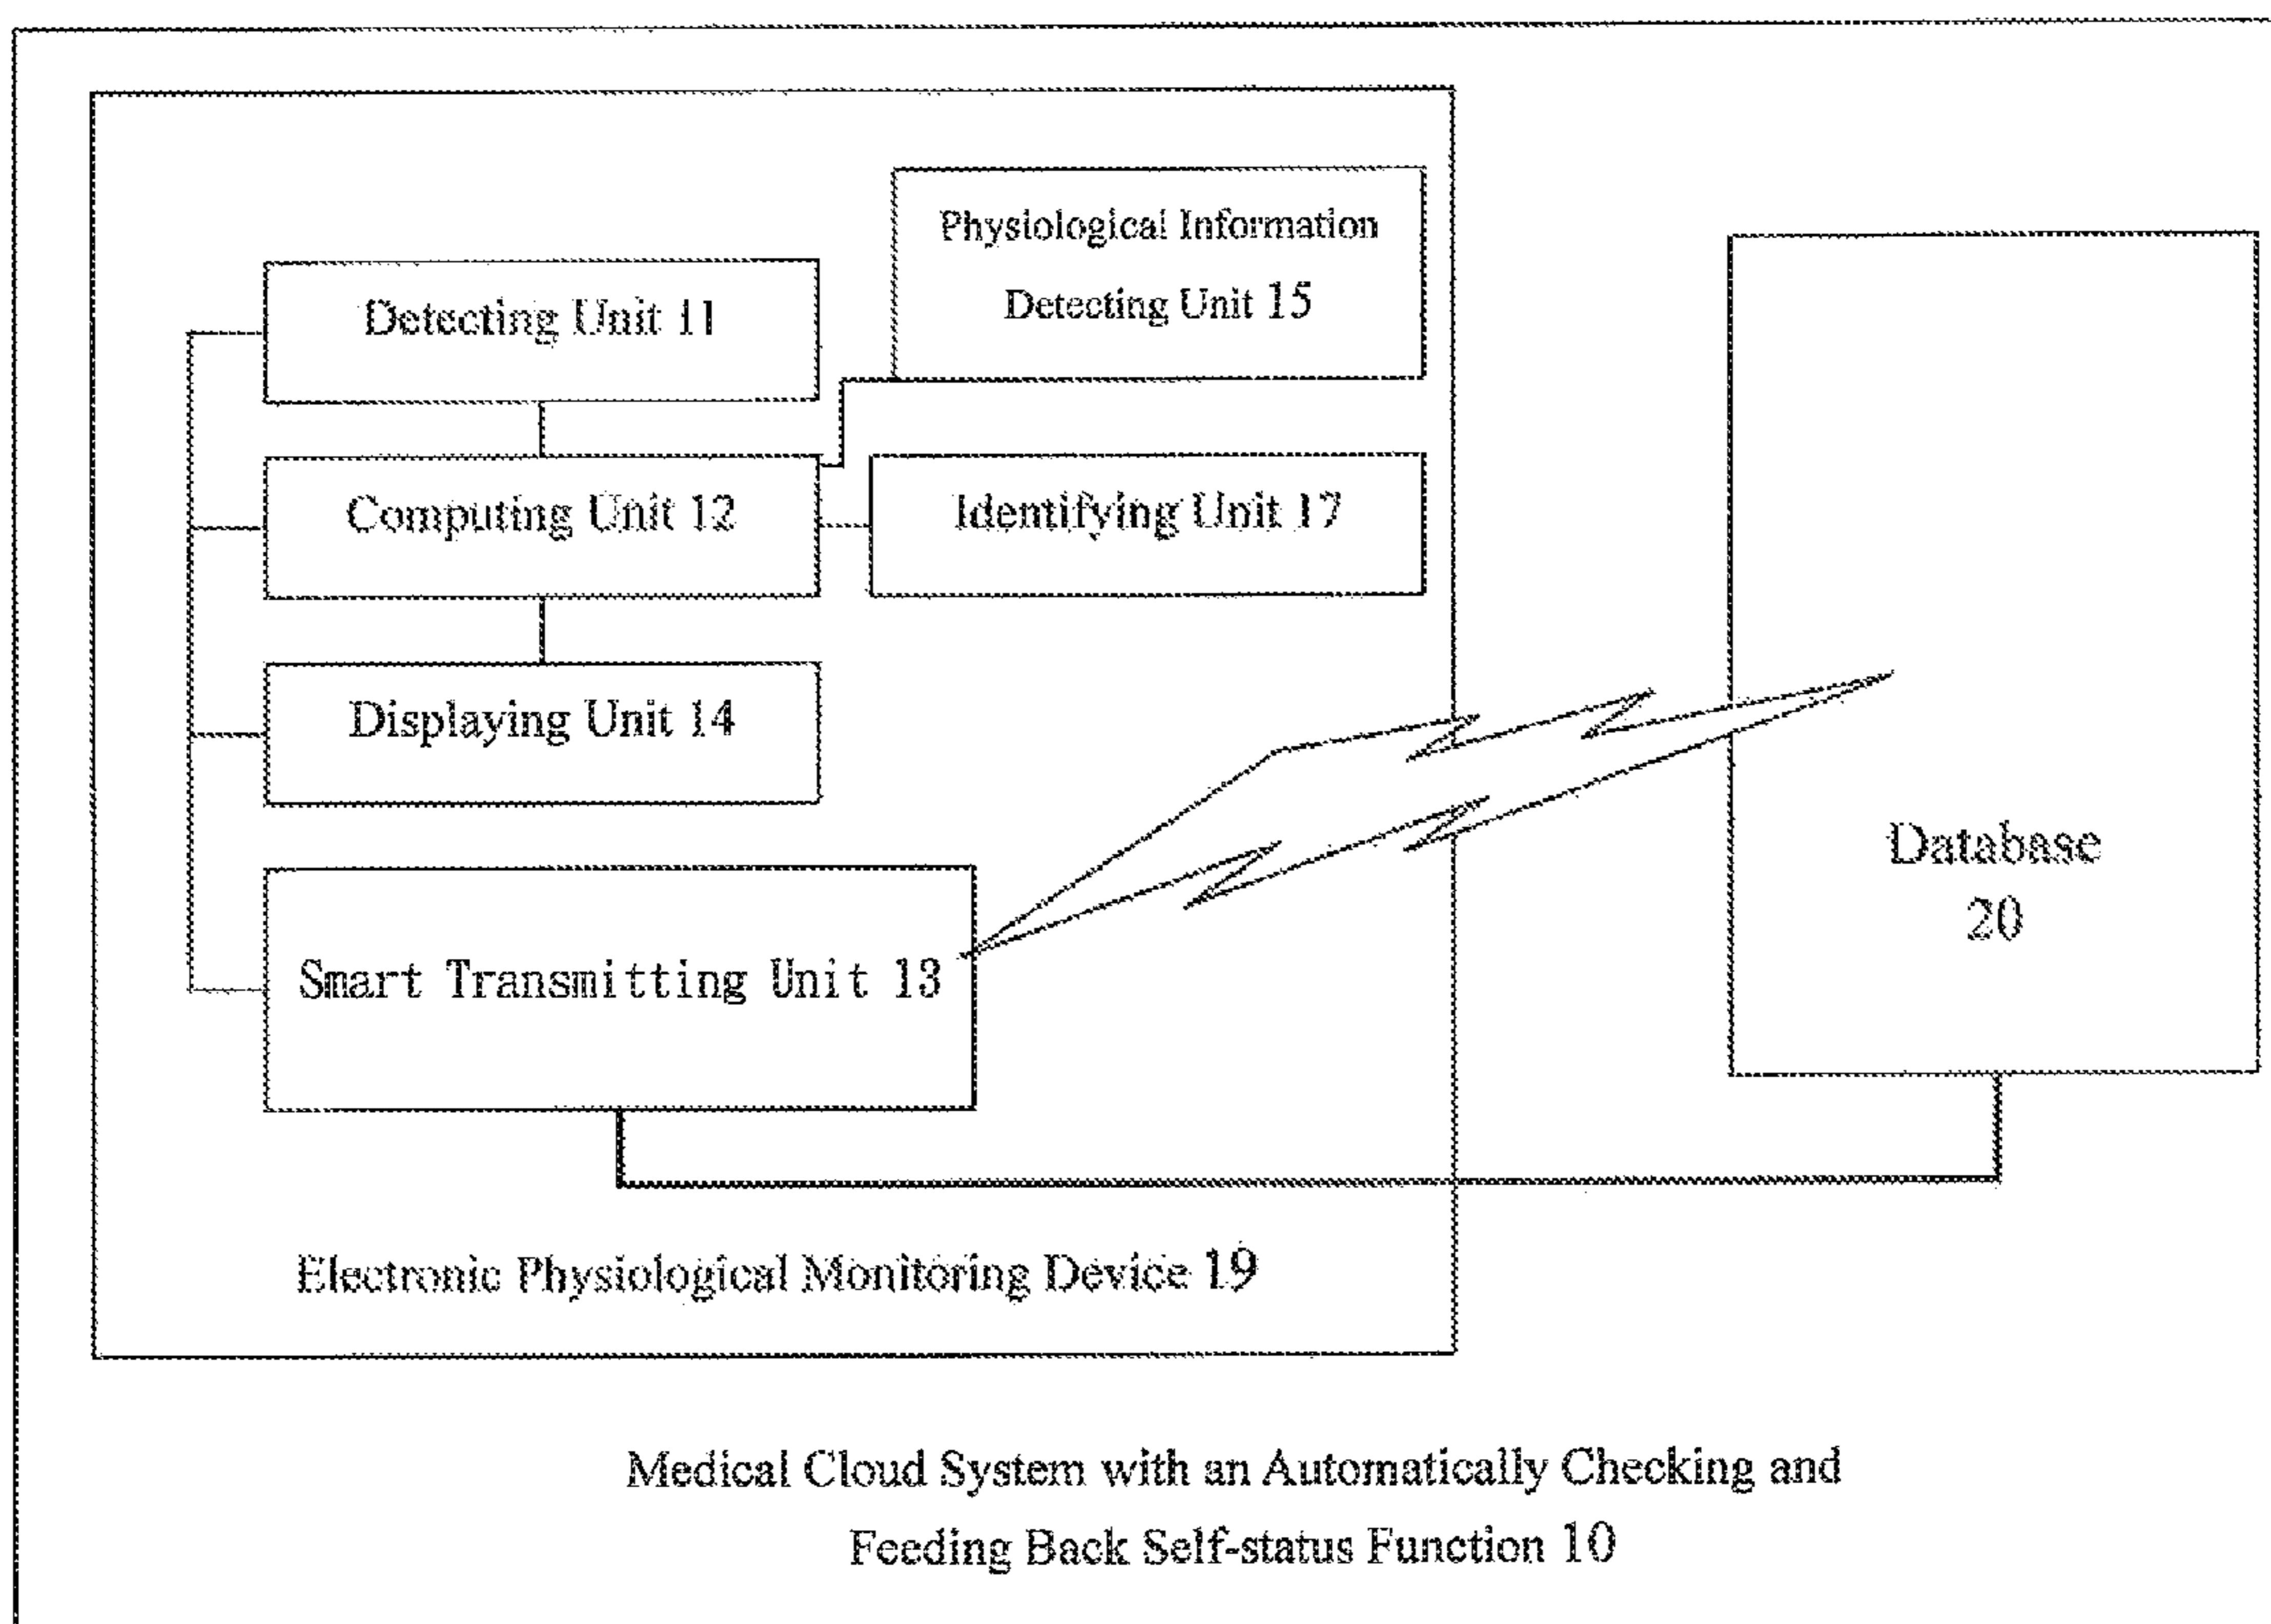 Physiological Information
Detecting Unit 15
Detecting Unit 11
Computing Unit 12
Identifying Unit 17
Displaying Unit 14
Database
20
Smart Transmitting Unit 13
Electronic Physiological Monitoring Device 19
Medical Cloud System with an Automatically Checking and
Feeding Back Self-status Function 10